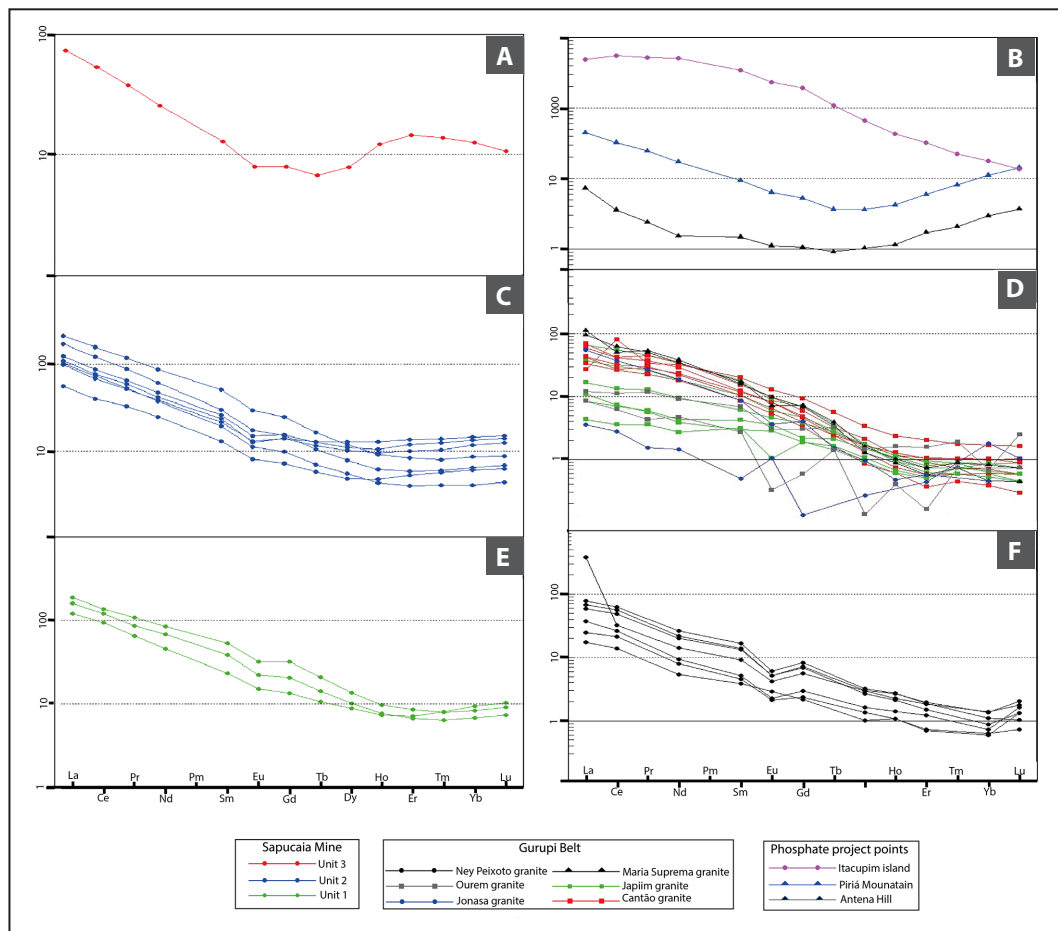 100
A
10
B
1000
100
10
1
C
100
10
D
100
10
1
E
100
10
1
F
100
10
1
La Pr Pm Eu Tb Ho Tm Lu
Ce Nd Sm Gd Dy Er Yb
La Pr Pm Eu Tb Ho Tm Lu
Ce Nd Sm Gd Er Yb
Sapucaia Mine
Unit 3
Unit 2
Unit 1
Gurupi Belt
Ney Peixoto granite Maria Suprema granite
Ourem granite Japiim granite
Jonasa granite Cantão granite
Phosphate project points
Itacupim island
Piriá Mounatain
Antena Hill